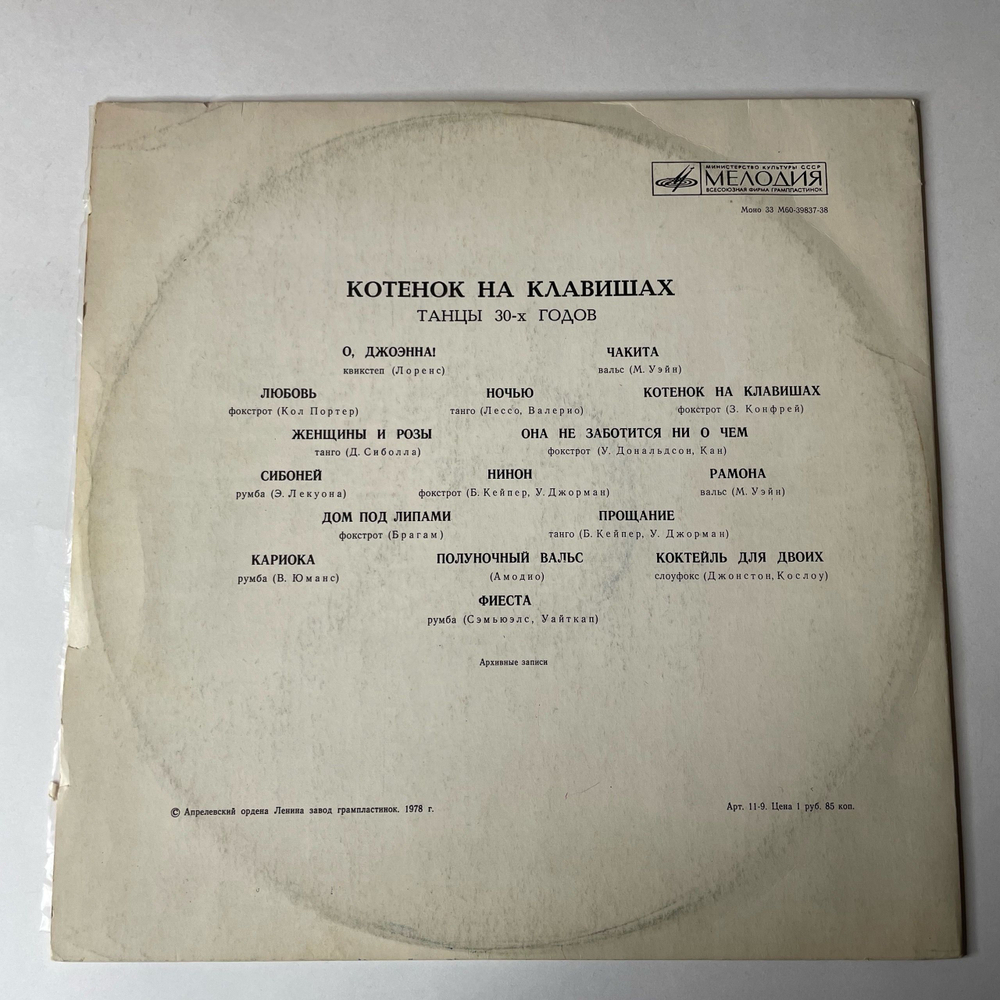 МИНИСТЕРСТВО КУЛЬТУРЫ СССР
МЕЛОДИЯ
ВСЕСОЮЗНАЯ ФИРМА ГРАМПЛАСТИНОК
Моно 33 М60-39837-38
КОТЕНОК НА КЛАВИШАХ
ТАНЦЫ 30-х ГОДОВ
О, ДЖОЭННА! ЧАКИТА
квикстеп (Лоренс) вальс (М. Уэйн)
ЛЮБОВЬ НОЧЬЮ КОТЕНОК НА КЛАВИШАХ
фокстрот (Кол Портер) танго (Лессо, Валерио) фокстрот (З. Конфрей)
ЖЕНЩИНЫ И РОЗЫ ОНА НЕ ЗАБОТИТСЯ НИ О ЧЕМ
танго (Д. Сиболла) фокстрот (У. Дональдсон, Кан)
СИБОНЕЙ НИНОН РАМОНА
румба (Э. Лекуона) фокстрот (Б. Кейпер, У. Джорман) вальс (М. Уэйн)
ДОМ ПОД ЛИПАМИ ПРОЩАНИЕ
фокстрот (Брагам) танго (Б. Кейпер, У. Джорман)
КАРИОКА ПОЛУНОЧНЫЙ ВАЛЬС КОКТЕЙЛЬ ДЛЯ ДВОИХ
румба (В. Юманс) (Амодио) слоуфокс (Джонстон, Кослоу)
ФИЕСТА
румба (Сэмьюэлс, Уайткап)
Архивные записи
© Апрелевский ордена Ленина завод грампластинок. 1978 г. Арт. 11-9. Цена 1 руб. 85 коп.